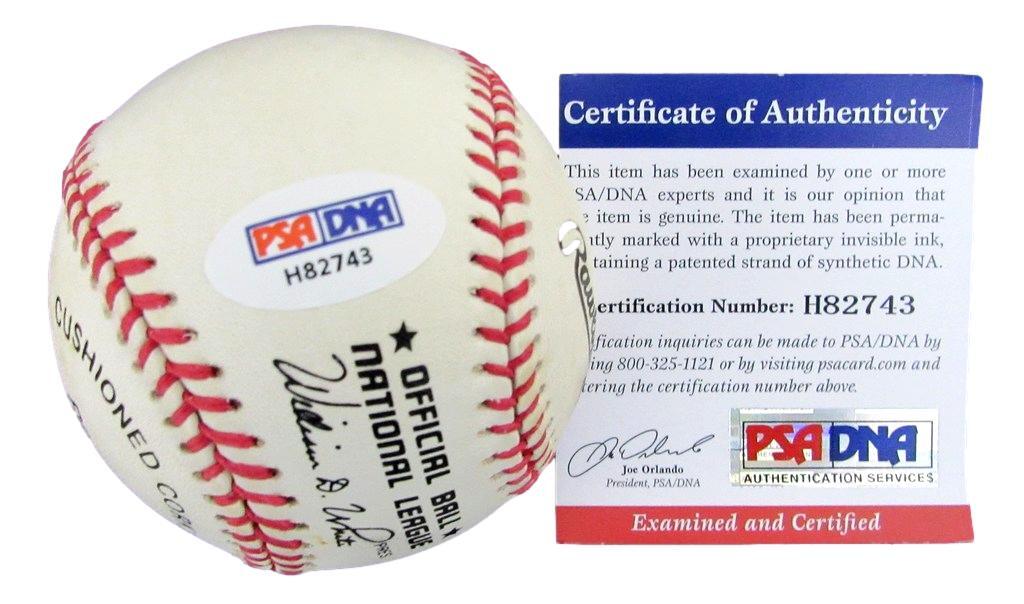 PSA DNA
H82743
CUSHIONED
★ OFFICIAL BALL
NATIONAL LEAGUE
William D. White PRES
Certificate of Authenticity
This item has been examined by one or more
SA/DNA experts and it is our opinion that
e item is genuine. The item has been perma-
tly marked with a proprietary invisible ink,
taining a patented strand of synthetic DNA.
ertification Number: H82743
fication inquiries can be made to PSA/DNA by
ing 800-325-1121 or by visiting psacard.com and
tering the certification number above.
Joe Orlando
President, PSA/DNA
PSA DNA
AUTHENTICATION SERVICES
Examined and Certified